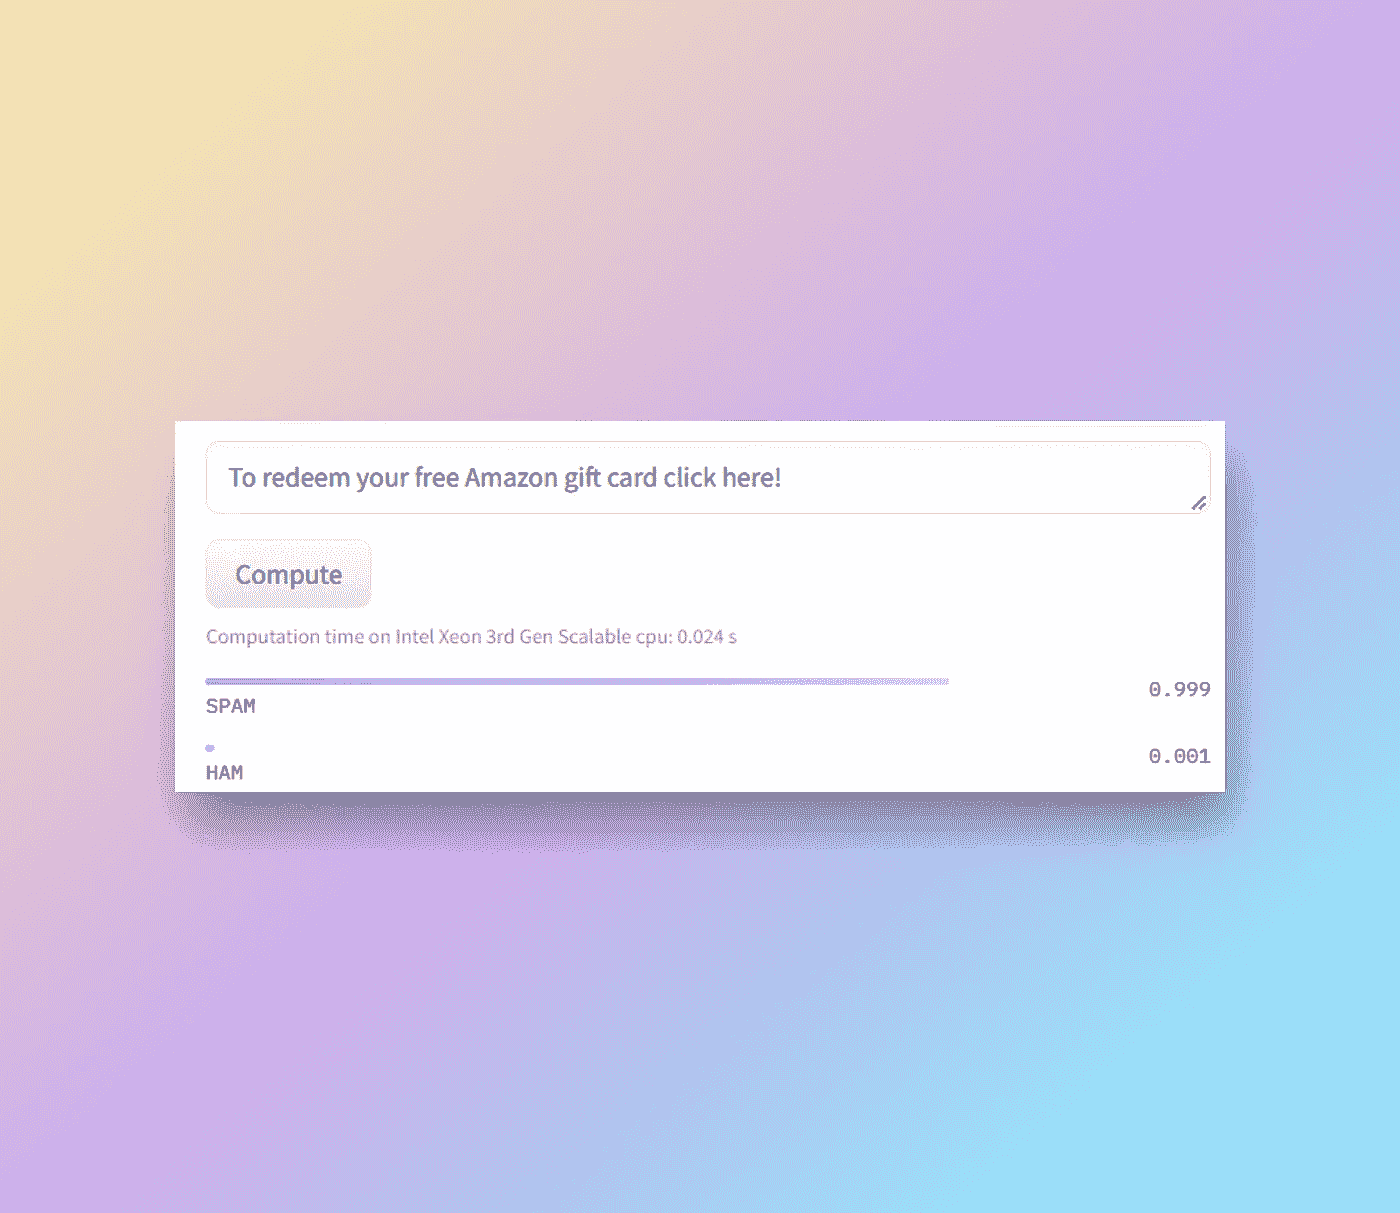 To redeem your free Amazon gift card click here!
Compute
Computation time on Intel Xeon 3rd Gen Scalable cpu: 0.024 s
SPAM 0.999
HAM 0.001